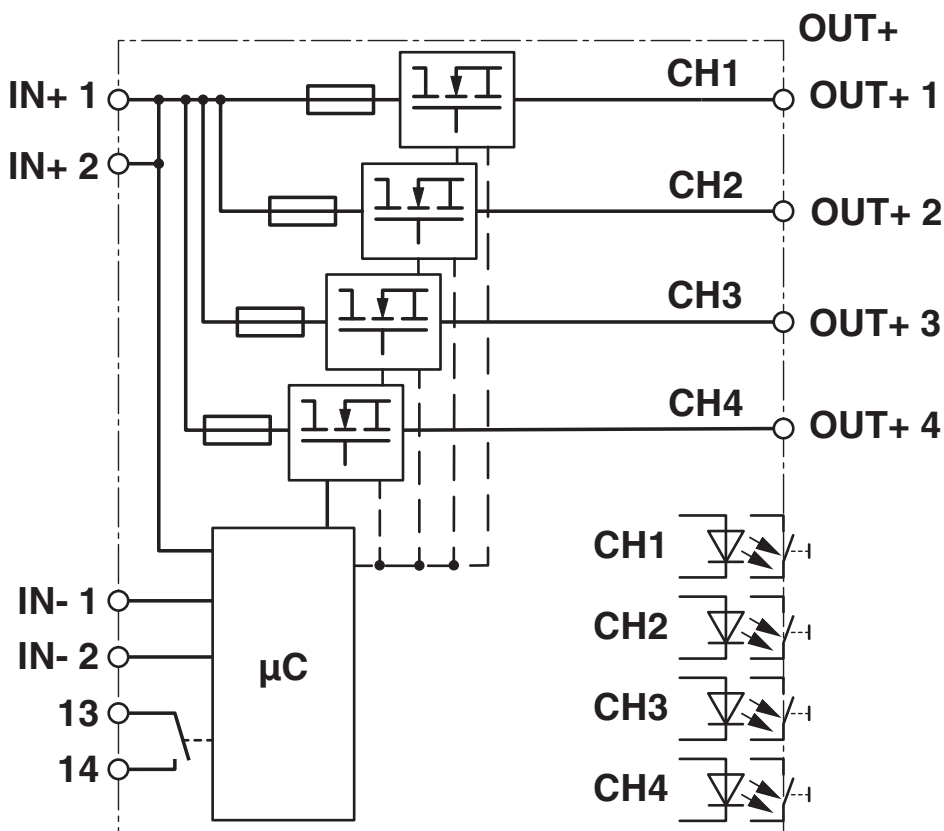 OUT+
IN+ 1
CH1
OUT+ 1
IN+ 2
CH2
OUT+ 2
CH3
OUT+ 3
CH4
OUT+ 4
CH1
IN- 1
CH2
IN- 2
µC
13
CH3
14
CH4